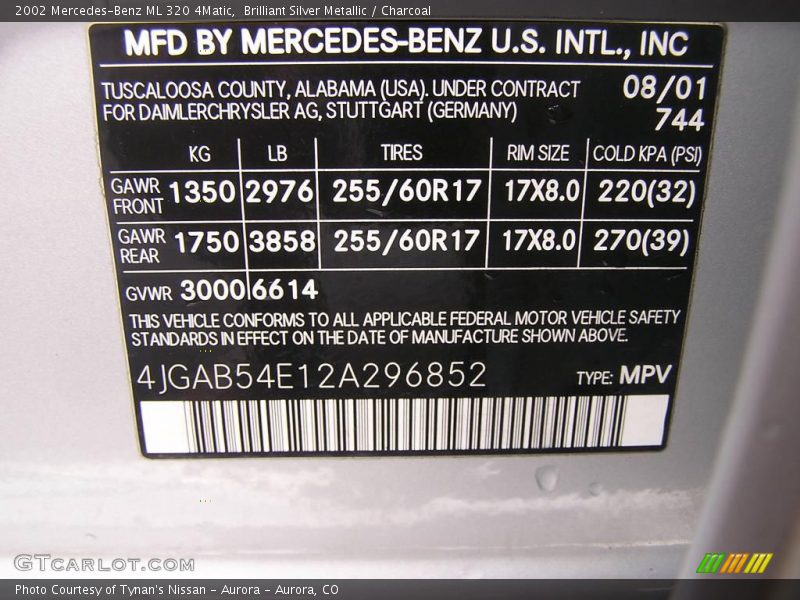 2002 Mercedes-Benz ML 320 4Matic,  Brilliant Silver Metallic / Charcoal
MFD BY MERCEDES-BENZ U.S. INTL., INC
TUSCALOOSA COUNTY, ALABAMA (USA). UNDER CONTRACT 08/01
FOR DAIMLERCHRYSLER AG, STUTTGART (GERMANY) 744
KG LB TIRES RIM SIZE COLD KPA (PSI)
GAWR FRONT 1350 2976 255/60R17 17X8.0 220(32)
GAWR REAR 1750 3858 255/60R17 17X8.0 270(39)
GVWR 3000 6614
THIS VEHICLE CONFORMS TO ALL APPLICABLE FEDERAL MOTOR VEHICLE SAFETY
STANDARDS IN EFFECT ON THE DATE OF MANUFACTURE SHOWN ABOVE.
4JGAB54E12A296852 TYPE: MPV
GTCARLOT.COM
Photo Courtesy of Tynan's Nissan - Aurora - Aurora, CO